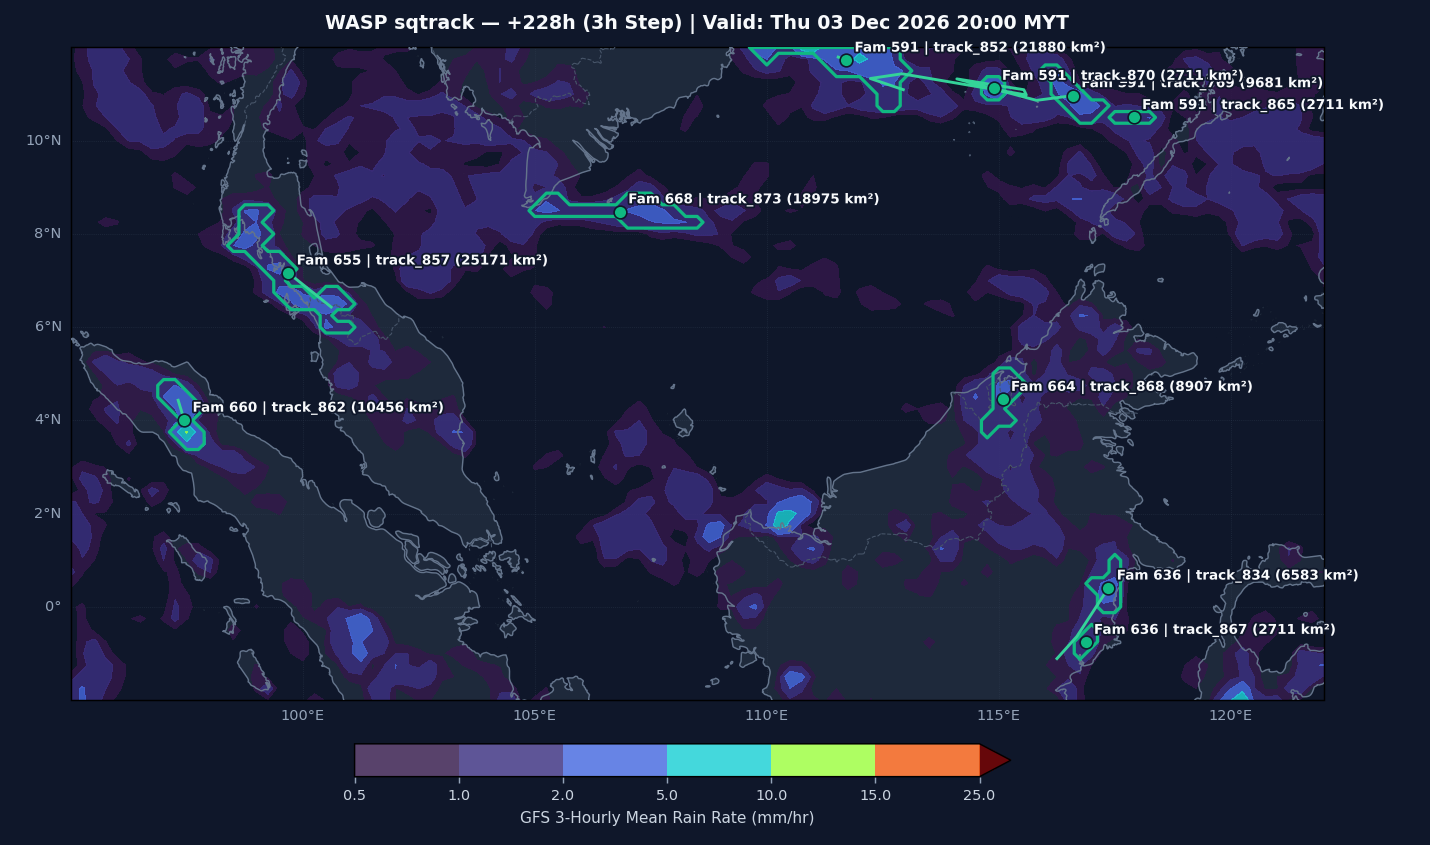 WASP sqtrack — +228h (3h Step) | Valid: Thu 03 Dec 2026 20:00 MYT
Fam 591 | track_852 (21880 km²)
Fam 591 | track_870 (2711 km²)
Fam 591 | track_789 (9681 km²)
Fam 591 | track_865 (2711 km²)
10°N
Fam 668 | track_873 (18975 km²)
8°N
Fam 655 | track_857 (25171 km²)
6°N
Fam 664 | track_868 (8907 km²)
Fam 660 | track_862 (10456 km²)
4°N
2°N
Fam 636 | track_834 (6583 km²)
0°
Fam 636 | track_867 (2711 km²)
100°E 105°E 110°E 115°E 120°E
0.5 1.0 2.0 5.0 10.0 15.0 25.0
GFS 3-Hourly Mean Rain Rate (mm/hr)